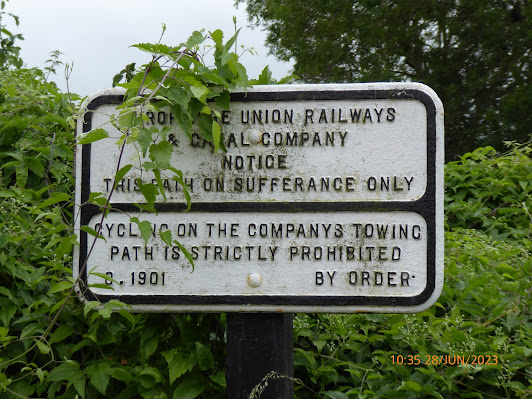 UNION RAILWAYS
& CANAL COMPANY
NOTICE
THIS PATH ON SUFFERANCE ONLY
CYCLING ON THE COMPANYS TOWING
PATH IS STRICTLY PROHIBITED
1901 BY ORDER.
10:35 28/JUN/2023